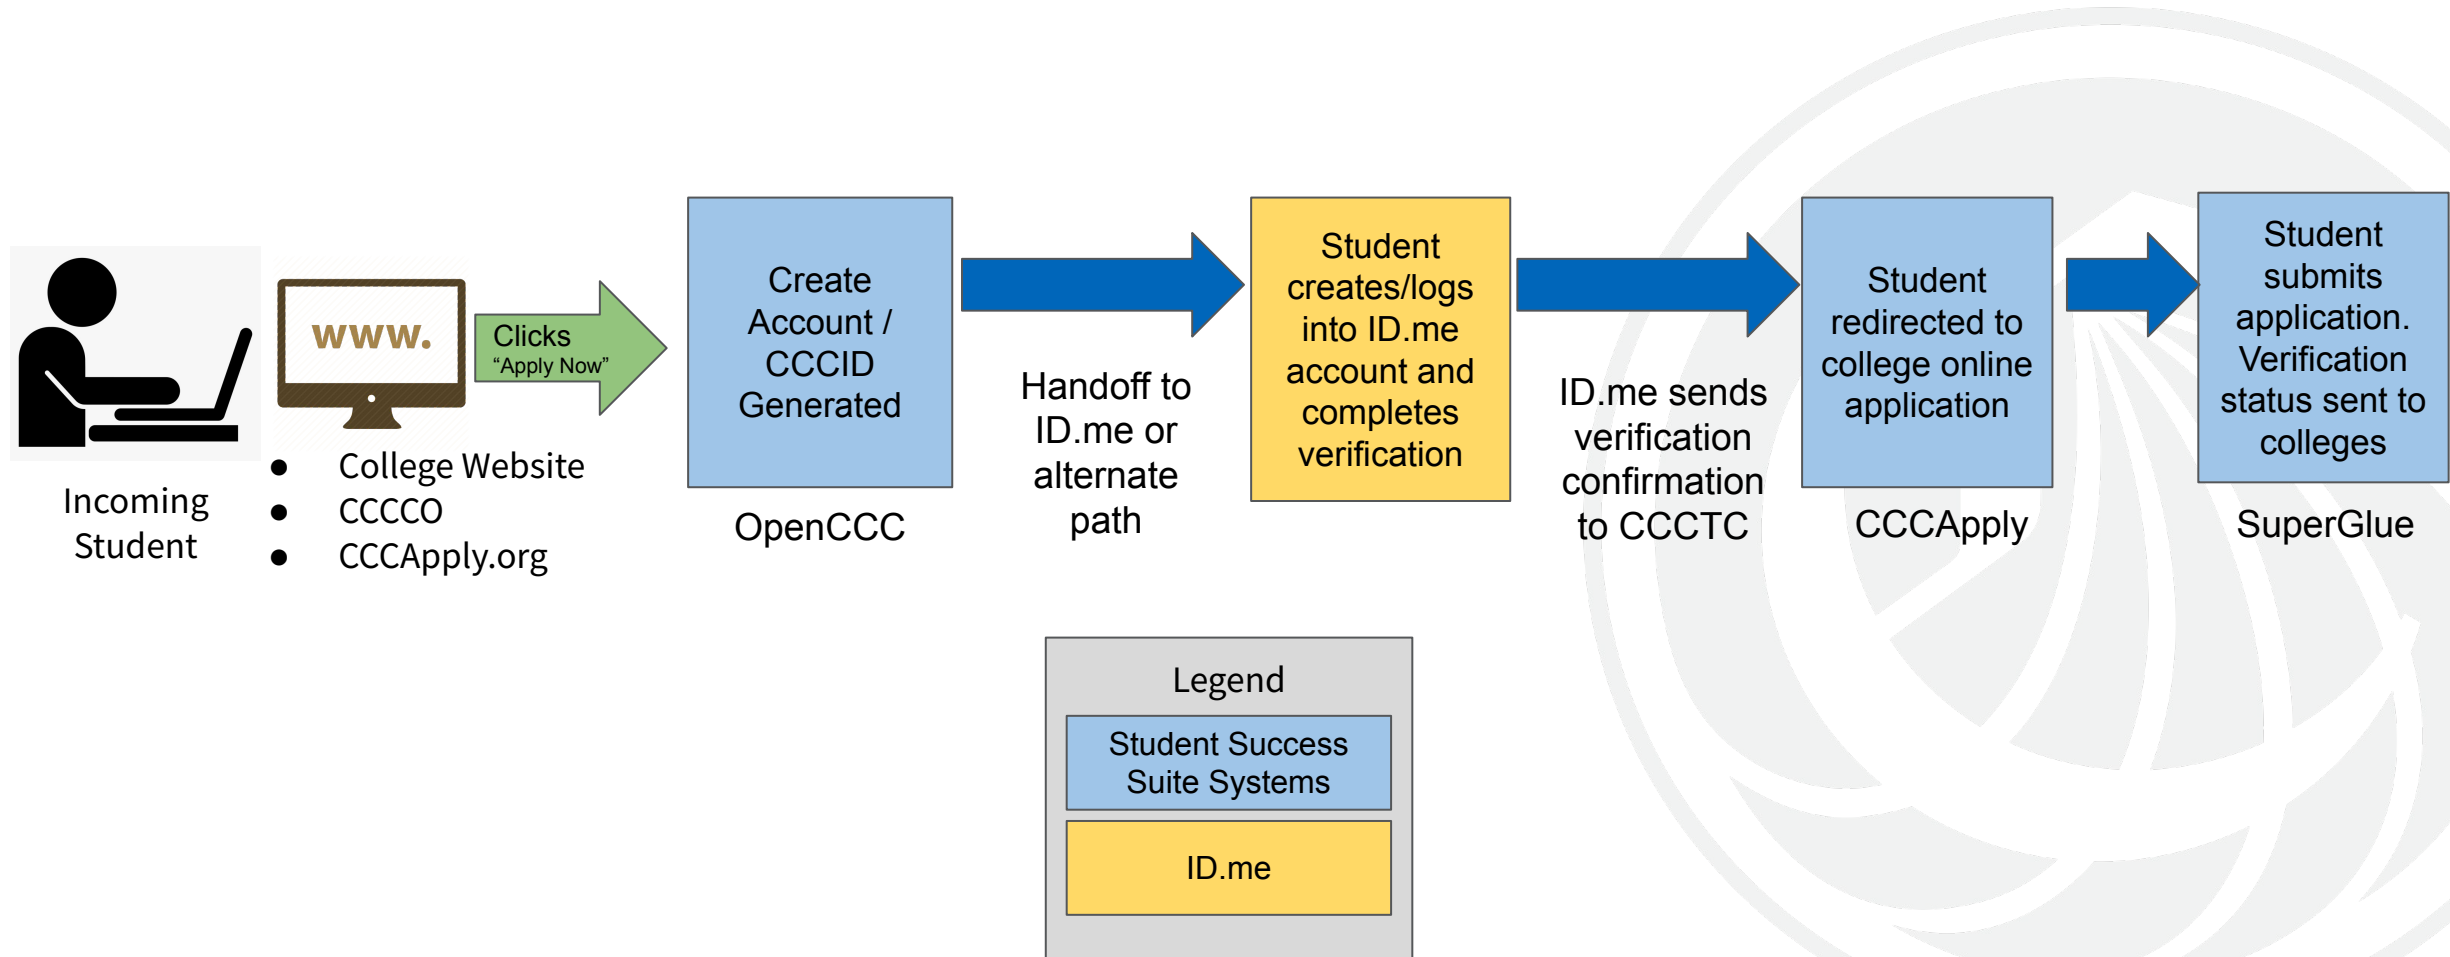 Incoming
Student
www.
● College Website
● CCCCO
● CCCApply.org
Clicks
“Apply Now”
Create
Account /
CCCID
Generated
OpenCCC
Handoff to
ID.me or
alternate
path
Student
creates/logs
into ID.me
account and
completes
verification
ID.me sends
verification
confirmation
to CCCTC
Student
redirected to
college online
application
CCCApply
Student
submits
application.
Verification
status sent to
colleges
SuperGlue
Legend
Student Success
Suite Systems
ID.me